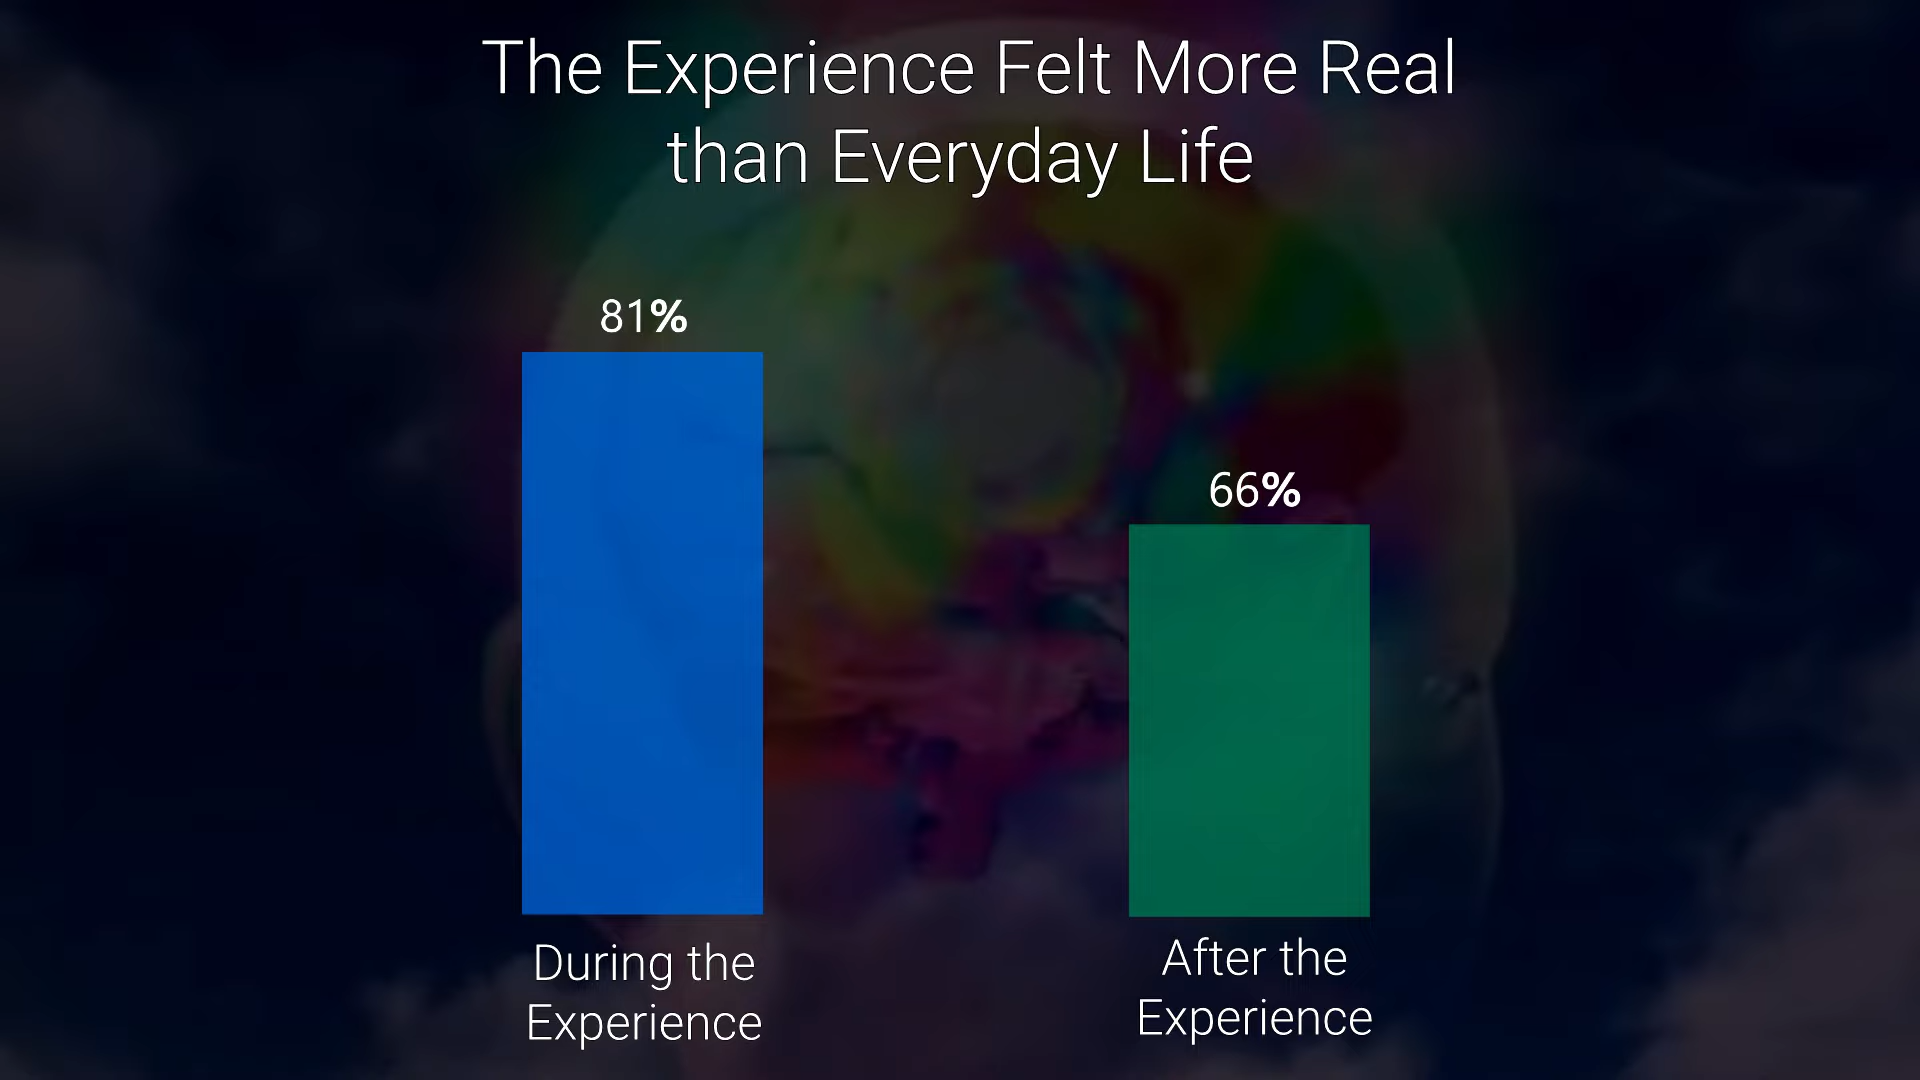 The Experience Felt More Real
than Everyday Life
81%
66%
During the
Experience
After the
Experience